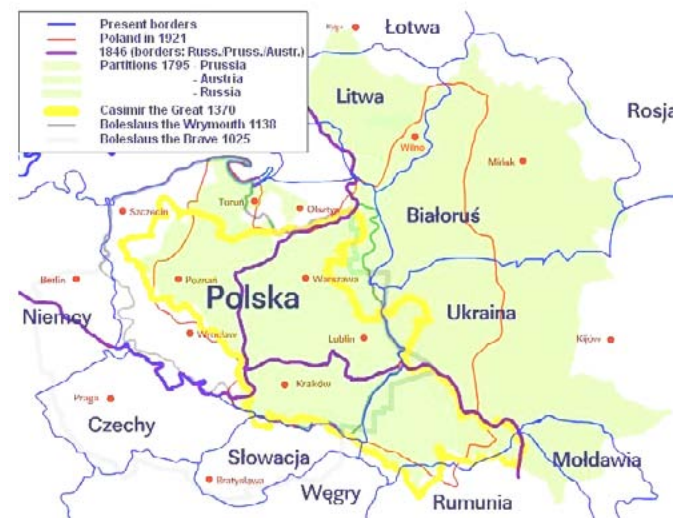 Present borders
Poland in 1921
1846 (borders: Russ./Pruss./Austr.)
Partitions 1795 - Prussia
- Austria
- Russia
Casimir the Great 1370
Boleslaus the Wrymouth 1138
Boleslaus the Brave 1025
Łotwa
Litwa
Rosja
Wilno
Mińsk
Szczecin
Toruń
Olsztyn
Białoruś
Berlin
Poznań
Warszawa
Polska
Ukraina
Niemcy
Wrocław
Lublin
Kijów
Praga
Kraków
Czechy
Słowacja
Mołdawia
Bratysława
Węgry
Rumunia